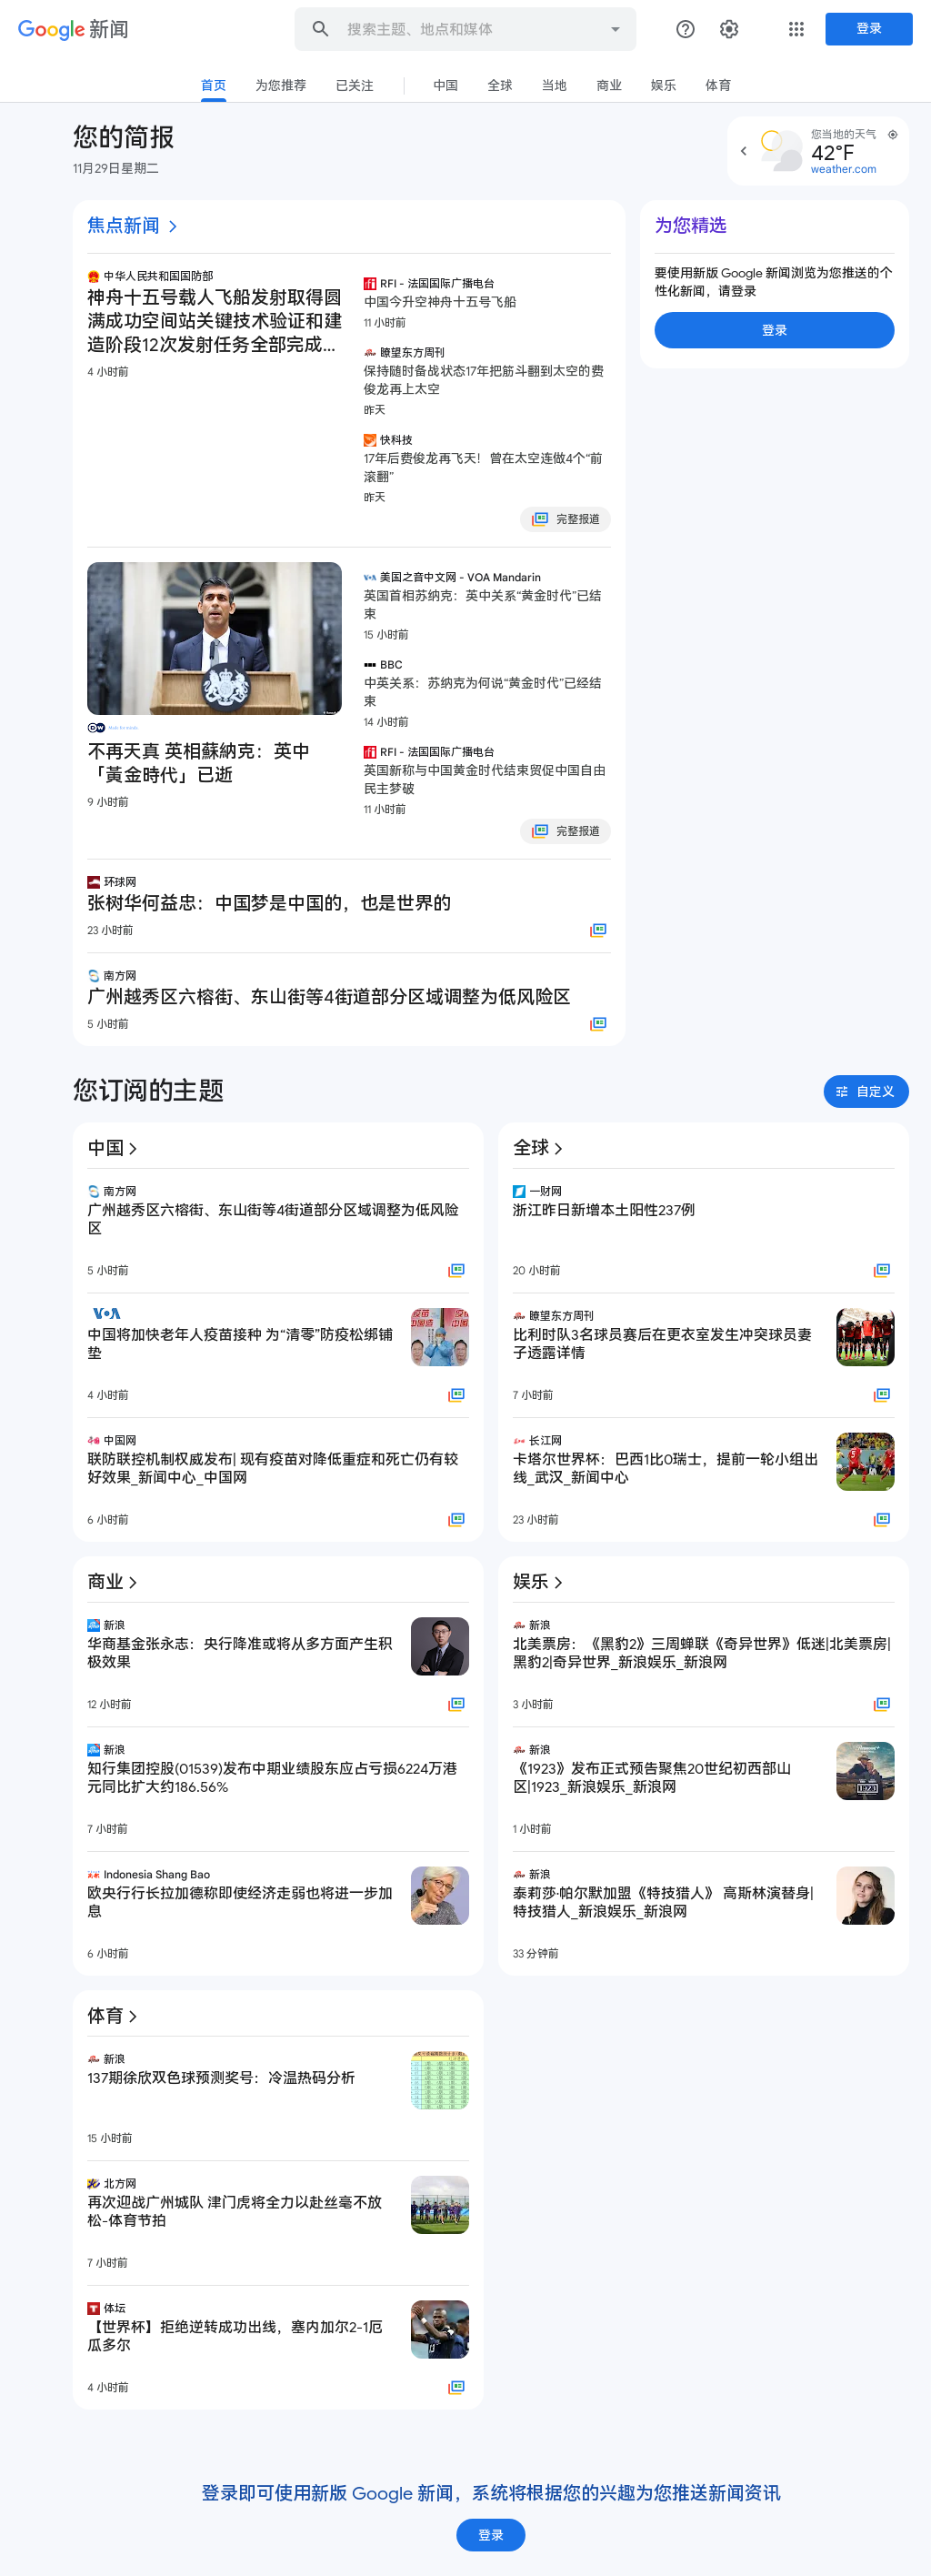 Google 新闻
搜索主题、地点和媒体
登录
首页
为您推荐
已关注
中国
全球
当地
商业
娱乐
体育
您的简报
11月29日星期二
您当地的天气
42°F
weather.com
焦点新闻
中华人民共和国国防部
神舟十五号载人飞船发射取得圆
满成功空间站关键技术验证和建
造阶段12次发射任务全部完成...
4 小时前
RFI - 法国国际广播电台
中国今升空神舟十五号飞船
11 小时前
瞭望东方周刊
保持随时备战状态17年把筋斗翻到太空的费
俊龙再上太空
昨天
快科技
17年后费俊龙再飞天！曾在太空连做4个“前
滚翻”
昨天
完整报道
DW
不再天真 英相蘇納克：英中
「黃金時代」已逝
9 小时前
VOA 美国之音中文网 - VOA Mandarin
英国首相苏纳克：英中关系“黄金时代”已结
束
15 小时前
BBC
中英关系：苏纳克为何说“黄金时代”已经结
束
14 小时前
RFI - 法国国际广播电台
英国新称与中国黄金时代结束贸促中国自由
民主梦破
11 小时前
完整报道
环球网
张树华何益忠：中国梦是中国的，也是世界的
23 小时前
南方网
广州越秀区六榕街、东山街等4街道部分区域调整为低风险区
5 小时前
为您精选
要使用新版 Google 新闻浏览为您推送的个
性化新闻，请登录
登录
您订阅的主题
自定义
中国
南方网
广州越秀区六榕街、东山街等4街道部分区域调整为低风险
区
5 小时前
VOA
中国将加快老年人疫苗接种 为“清零”防疫松绑铺
垫
4 小时前
中国网
联防联控机制权威发布| 现有疫苗对降低重症和死亡仍有较
好效果_新闻中心_中国网
6 小时前
全球
一财网
浙江昨日新增本土阳性237例
20 小时前
瞭望东方周刊
比利时队3名球员赛后在更衣室发生冲突球员妻
子透露详情
7 小时前
长江网
卡塔尔世界杯：巴西1比0瑞士，提前一轮小组出
线_武汉_新闻中心
23 小时前
商业
新浪
华商基金张永志：央行降准或将从多方面产生积
极效果
12 小时前
新浪
知行集团控股(01539)发布中期业绩股东应占亏损6224万港
元同比扩大约186.56%
7 小时前
Indonesia Shang Bao
欧央行行长拉加德称即使经济走弱也将进一步加
息
6 小时前
娱乐
新浪
北美票房：《黑豹2》三周蝉联《奇异世界》低迷|北美票房|
黑豹2|奇异世界_新浪娱乐_新浪网
3 小时前
新浪
《1923》发布正式预告聚焦20世纪初西部山
区|1923_新浪娱乐_新浪网
1923
1 小时前
新浪
泰莉莎·帕尔默加盟《特技猎人》 高斯林演替身|
特技猎人_新浪娱乐_新浪网
33 分钟前
体育
新浪
137期徐欣双色球预测奖号：冷温热码分析
15 小时前
北方网
再次迎战广州城队 津门虎将全力以赴丝毫不放
松-体育节拍
7 小时前
体坛
【世界杯】拒绝逆转成功出线，塞内加尔2-1厄
瓜多尔
4 小时前
登录即可使用新版 Google 新闻，系统将根据您的兴趣为您推送新闻资讯
登录